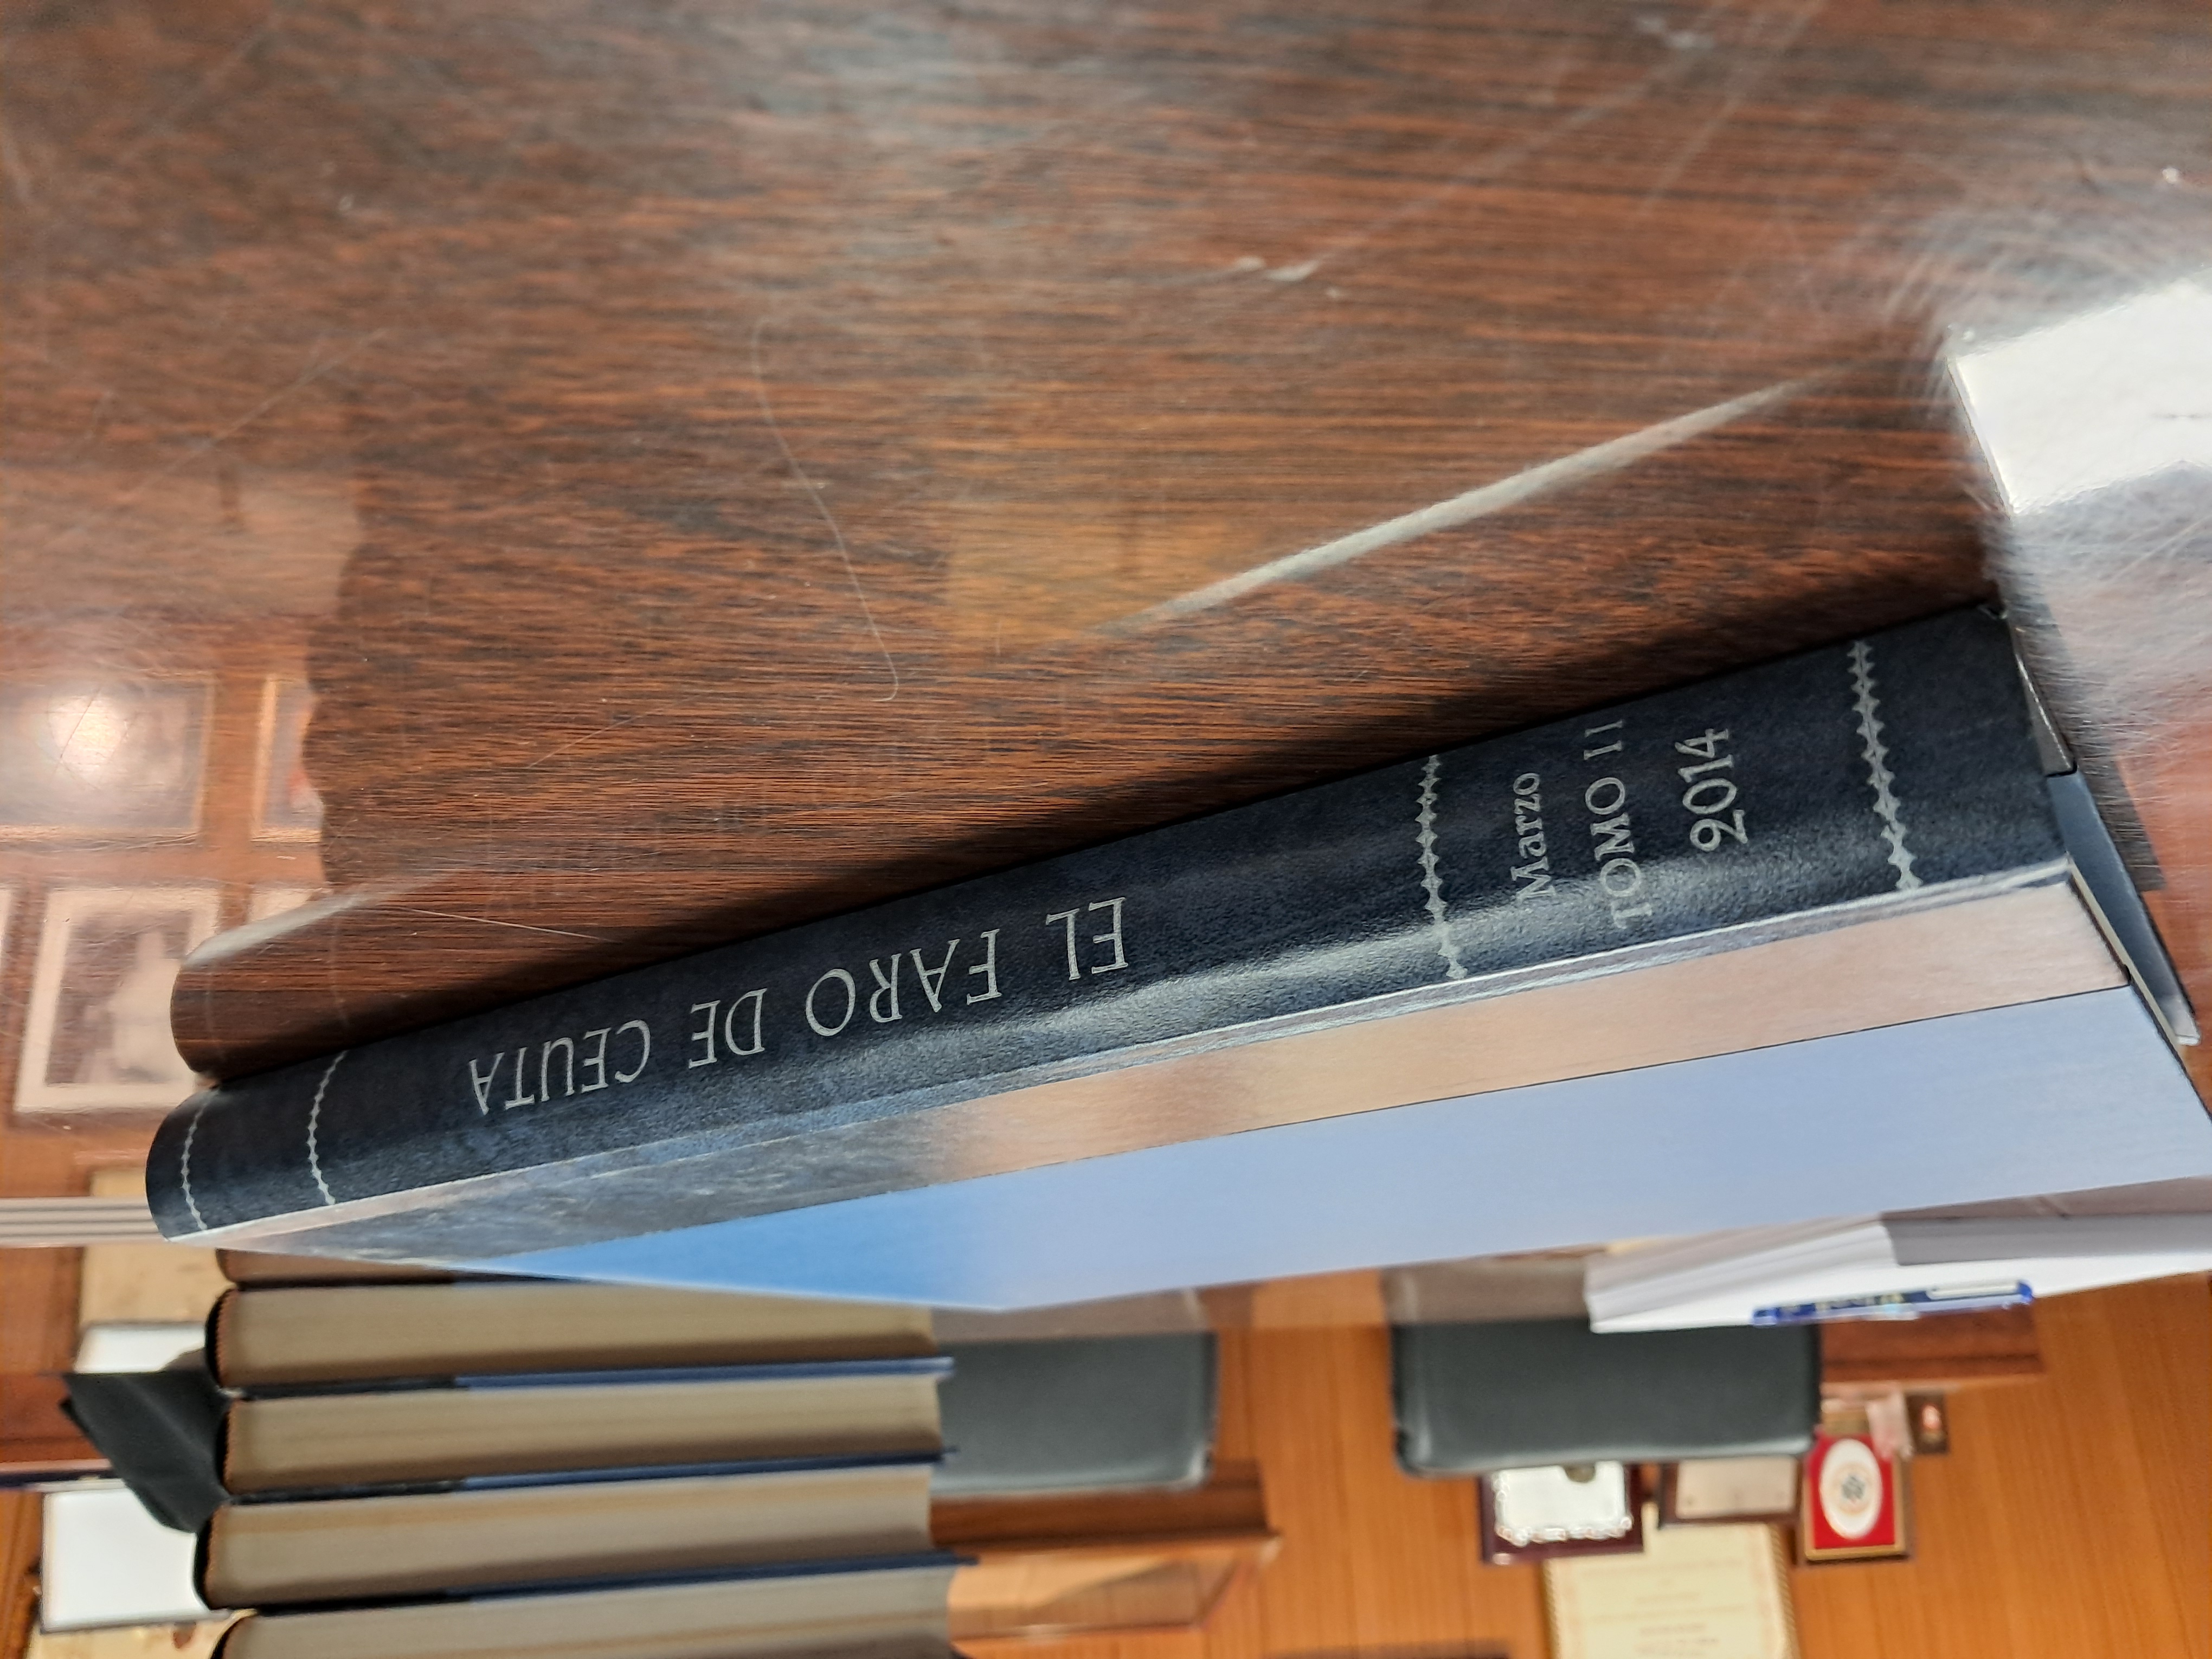 EL FARO DE CEUTA
Marzo
TOMO II
2014